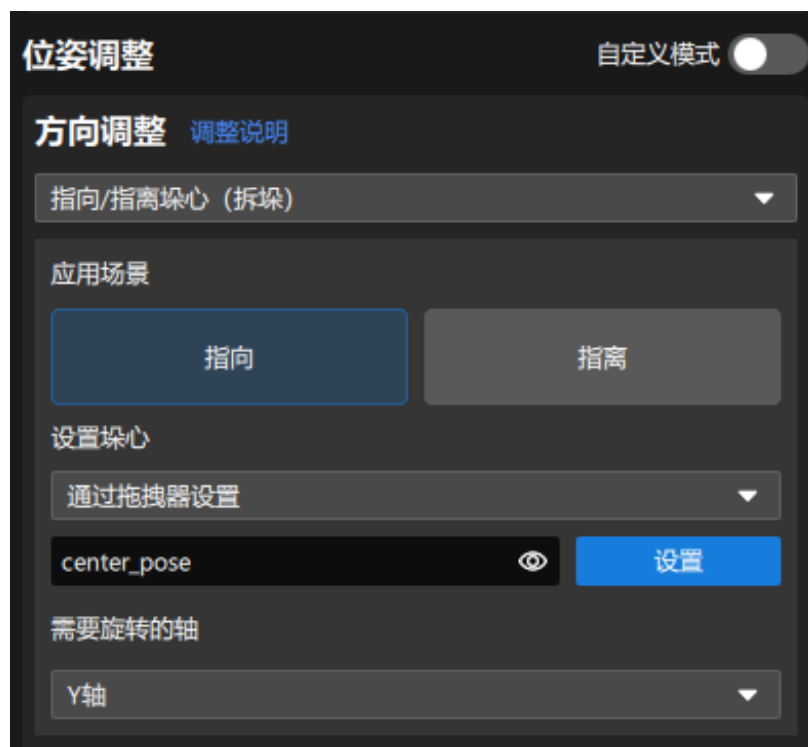 位姿调整 自定义模式
方向调整 调整说明
指向/指离垛心（拆垛）
应用场景
指向 指离
设置垛心
通过拖拽器设置
center_pose 设置
需要旋转的轴
Y轴